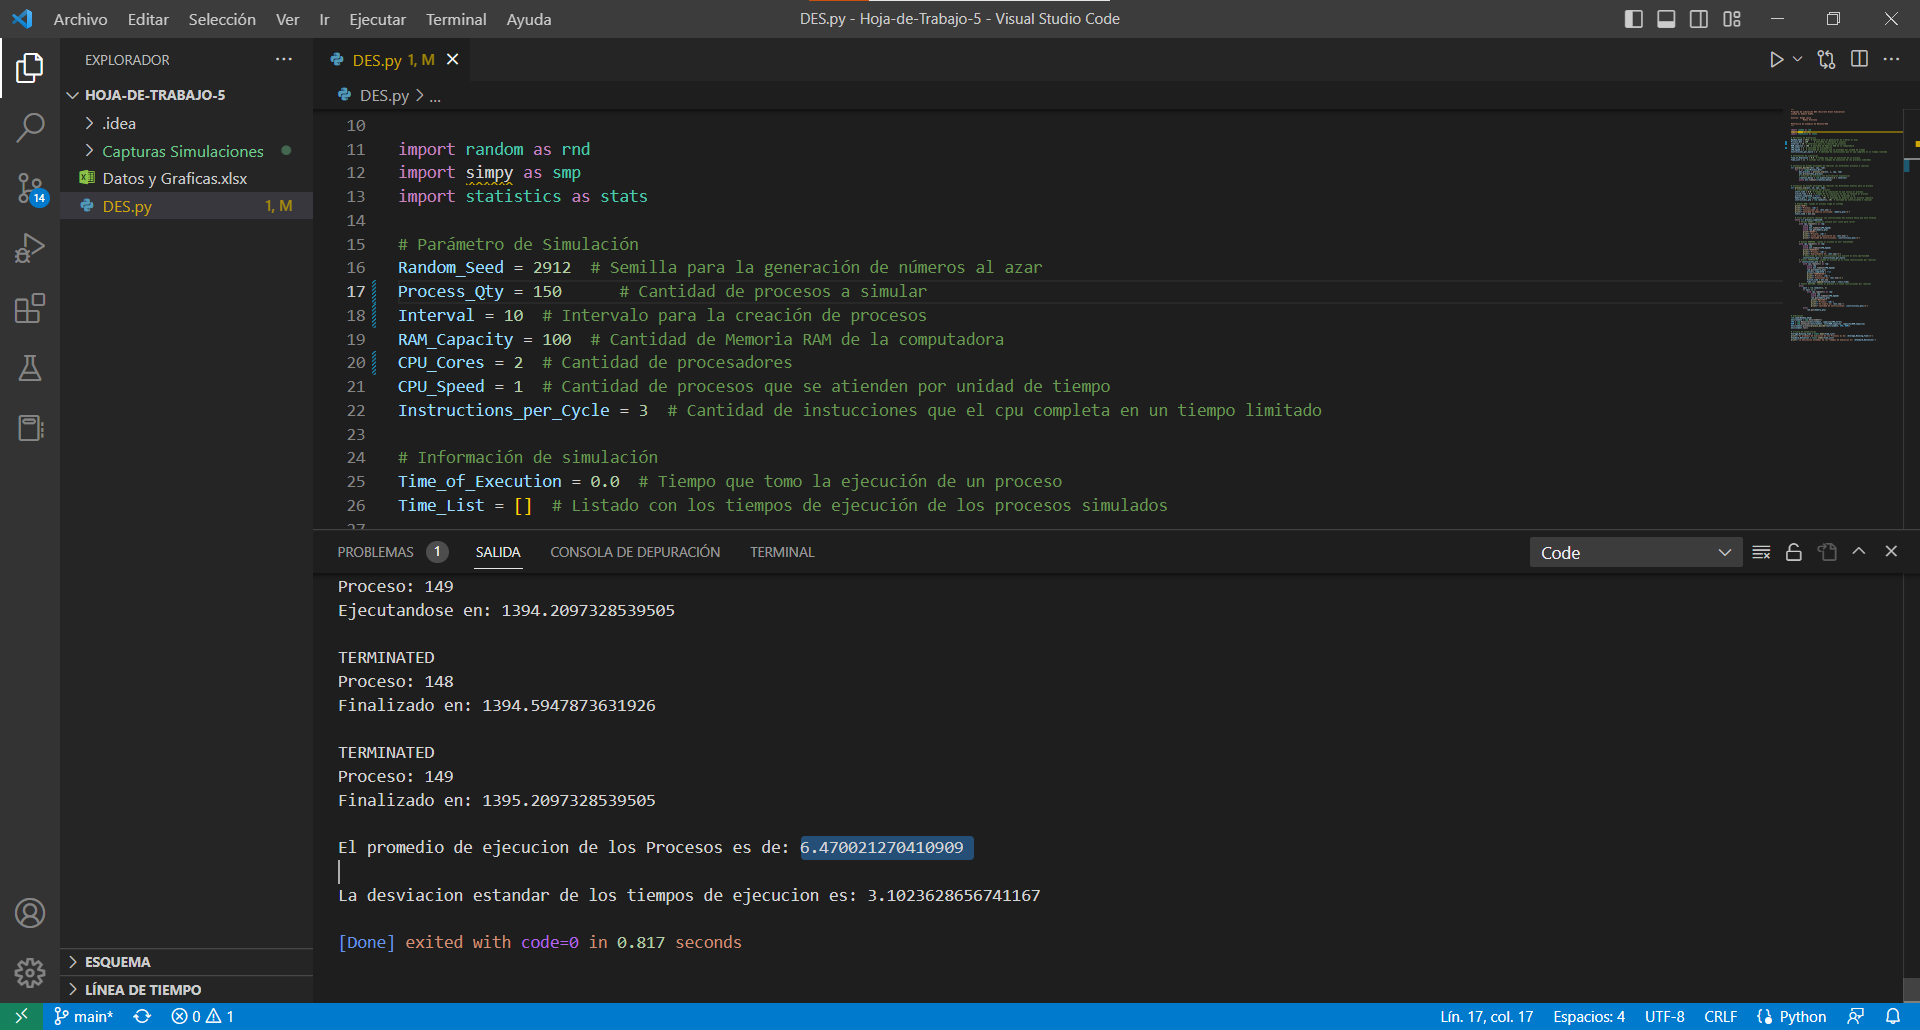 Archivo Editar Selección Ver Ir Ejecutar Terminal Ayuda
DES.py - Hoja-de-Trabajo-5 - Visual Studio Code
EXPLORADOR
HOJA-DE-TRABAJO-5
.idea
Capturas Simulaciones
Datos y Graficas.xlsx
DES.py 1, M
14
ESQUEMA
LÍNEA DE TIEMPO
DES.py 1, M
DES.py > ...
10
11 import random as rnd
12 import simpy as smp
13 import statistics as stats
14
15 # Parámetro de Simulación
16 Random_Seed = 2912  # Semilla para la generación de números al azar
17 Process_Qty = 150      # Cantidad de procesos a simular
18 Interval = 10  # Intervalo para la creación de procesos
19 RAM_Capacity = 100  # Cantidad de Memoria RAM de la computadora
20 CPU_Cores = 2  # Cantidad de procesadores
21 CPU_Speed = 1  # Cantidad de procesos que se atienden por unidad de tiempo
22 Instructions_per_Cycle = 3  # Cantidad de instucciones que el cpu completa en un tiempo limitado
23
24 # Información de simulación
25 Time_of_Execution = 0.0  # Tiempo que tomo la ejecución de un proceso
26 Time_List = []  # Listado con los tiempos de ejecución de los procesos simulados
27
PROBLEMAS 1 SALIDA CONSOLA DE DEPURACIÓN TERMINAL Code
Proceso: 149
Ejecutandose en: 1394.2097328539505
TERMINATED
Proceso: 148
Finalizado en: 1394.5947873631926
TERMINATED
Proceso: 149
Finalizado en: 1395.2097328539505
El promedio de ejecucion de los Procesos es de: 6.470021270410909
La desviacion estandar de los tiempos de ejecucion es: 3.1023628656741167
[Done] exited with code=0 in 0.817 seconds
main* 0 1 Lín. 17, col. 17 Espacios: 4 UTF-8 CRLF Python